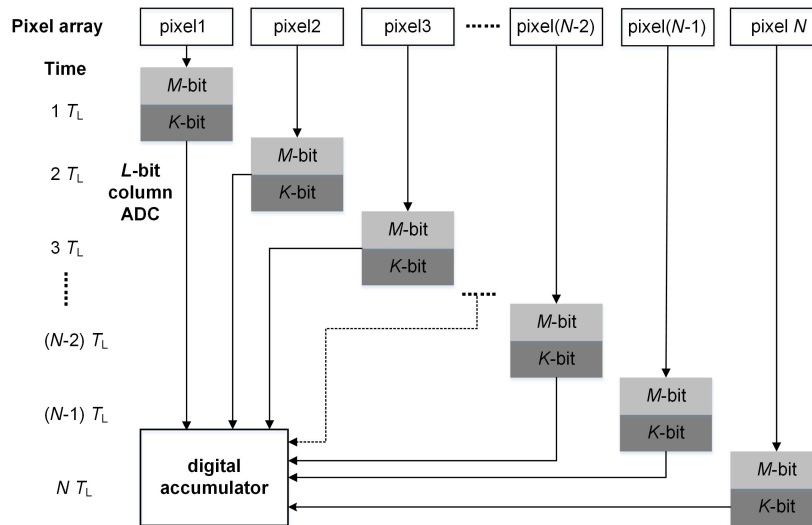 Pixel array pixel1 pixel2 pixel3 ...... pixel(N-2) pixel(N-1) pixel N
Time
M-bit
1 TL
K-bit
M-bit
2 TL
L-bit
column
ADC
K-bit
M-bit
3 TL
K-bit
......
......
M-bit
(N-2) TL
K-bit
M-bit
(N-1) TL
K-bit
digital
accumulator
M-bit
N TL
K-bit